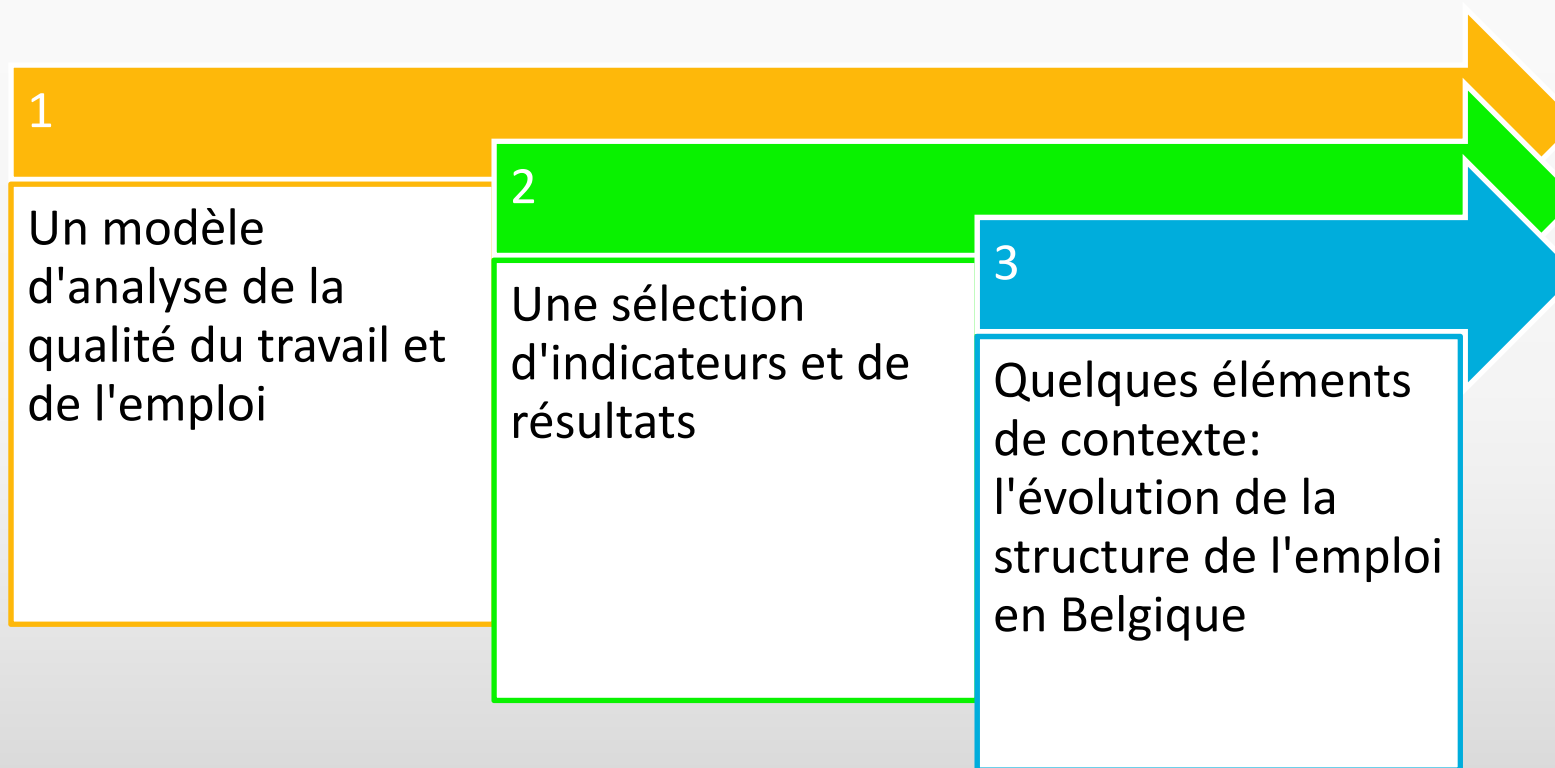 1
Un modèle
d'analyse de la
qualité du travail et
de l'emploi
2
Une sélection
d'indicateurs et de
résultats
3
Quelques éléments
de contexte:
l'évolution de la
structure de l'emploi
en Belgique